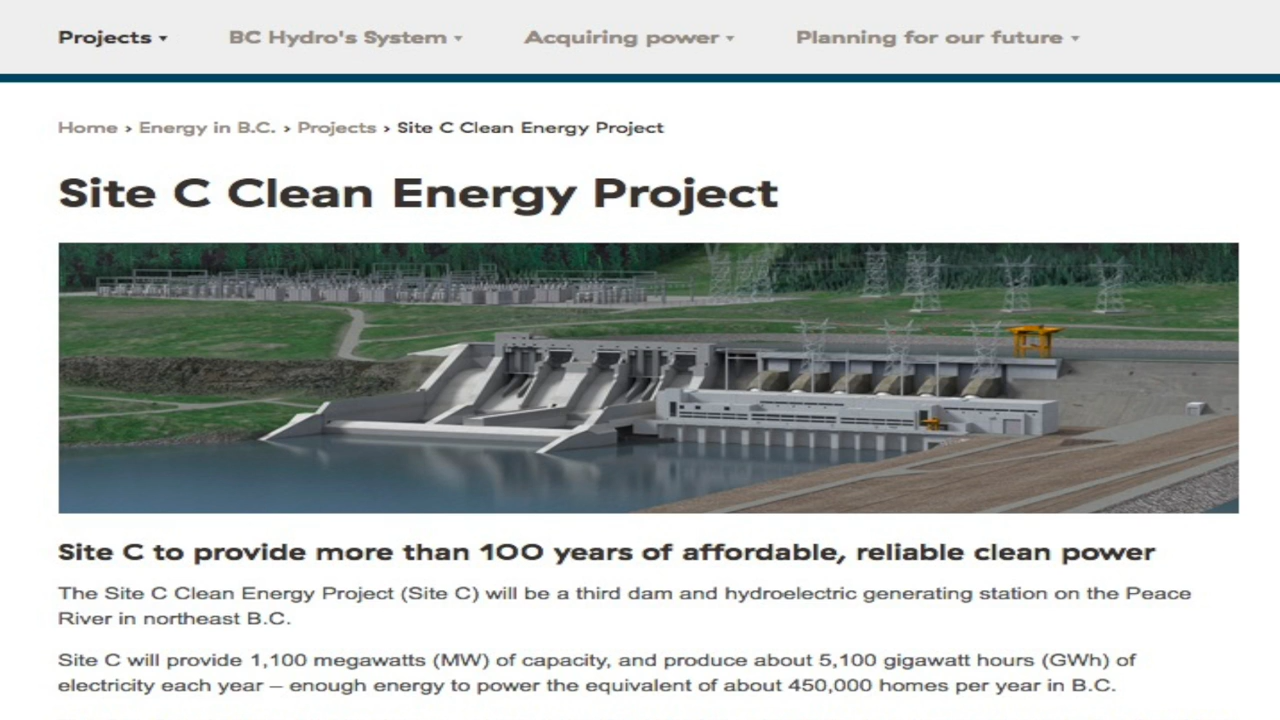 Projects BC Hydro's System Acquiring power Planning for our future
Home › Energy in B.C. › Projects › Site C Clean Energy Project
Site C Clean Energy Project
Site C to provide more than 100 years of affordable, reliable clean power
The Site C Clean Energy Project (Site C) will be a third dam and hydroelectric generating station on the Peace
River in northeast B.C.
Site C will provide 1,100 megawatts (MW) of capacity, and produce about 5,100 gigawatt hours (GWh) of
electricity each year – enough energy to power the equivalent of about 450,000 homes per year in B.C.